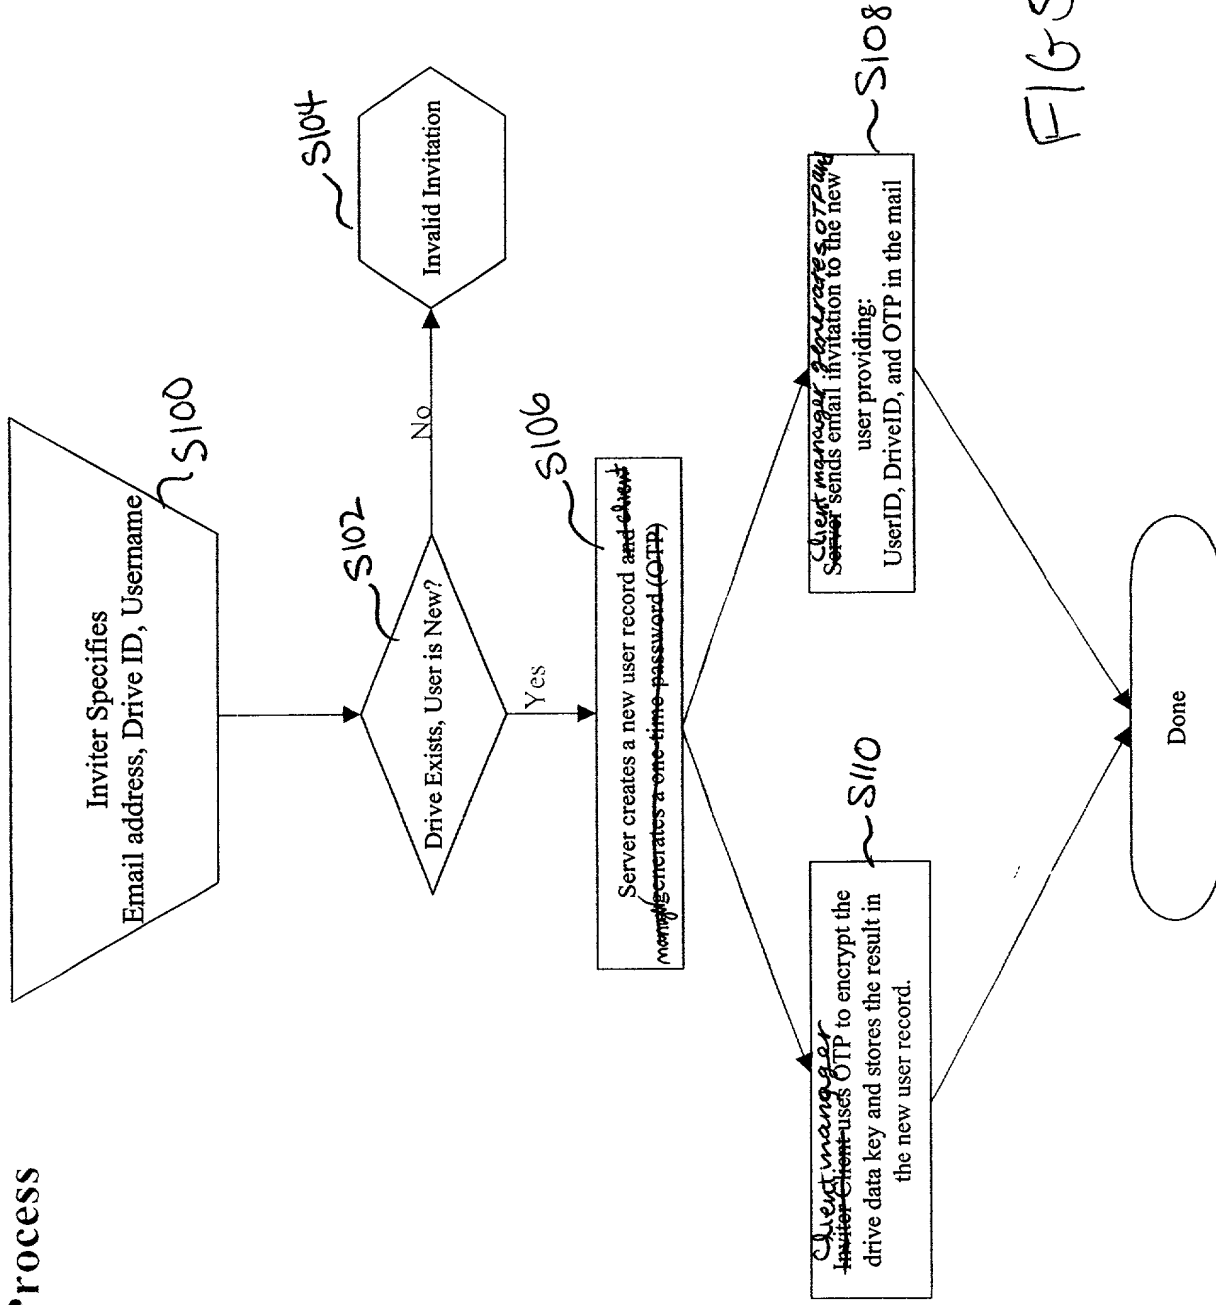 Process
Inviter Specifies
Email address, Drive ID, Username
S100
Drive Exists, User is New?
S102
No
Invalid Invitation
S104
Yes
S106
Server creates a new user record and client
manager generates a one-time password (OTP)
Client manager generates OTP and
Server sends email invitation to the new
user providing:
UserID, DriveID, and OTP in the mail
S108
Client manager
Inviter Client uses OTP to encrypt the
drive data key and stores the result in
the new user record.
S110
Done
FIG